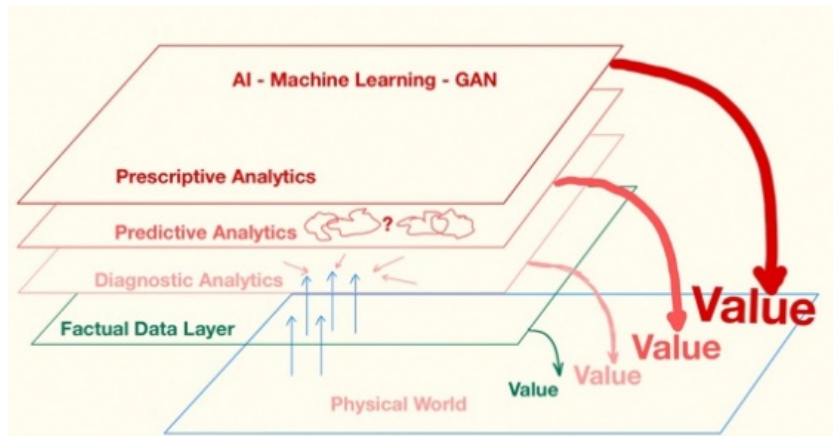 AI - Machine Learning - GAN
Prescriptive Analytics
Predictive Analytics
?
Diagnostic Analytics
Factual Data Layer
Value
Value
Value
Value
Physical World